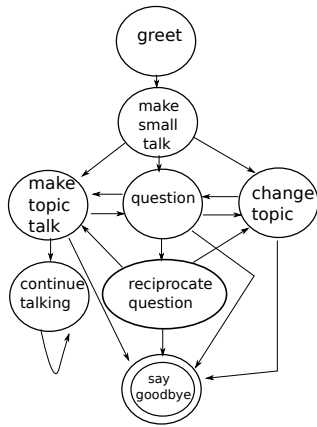 greet
make
small
talk
make
topic
talk
question
change
topic
continue
talking
reciprocate
question
say
goodbye